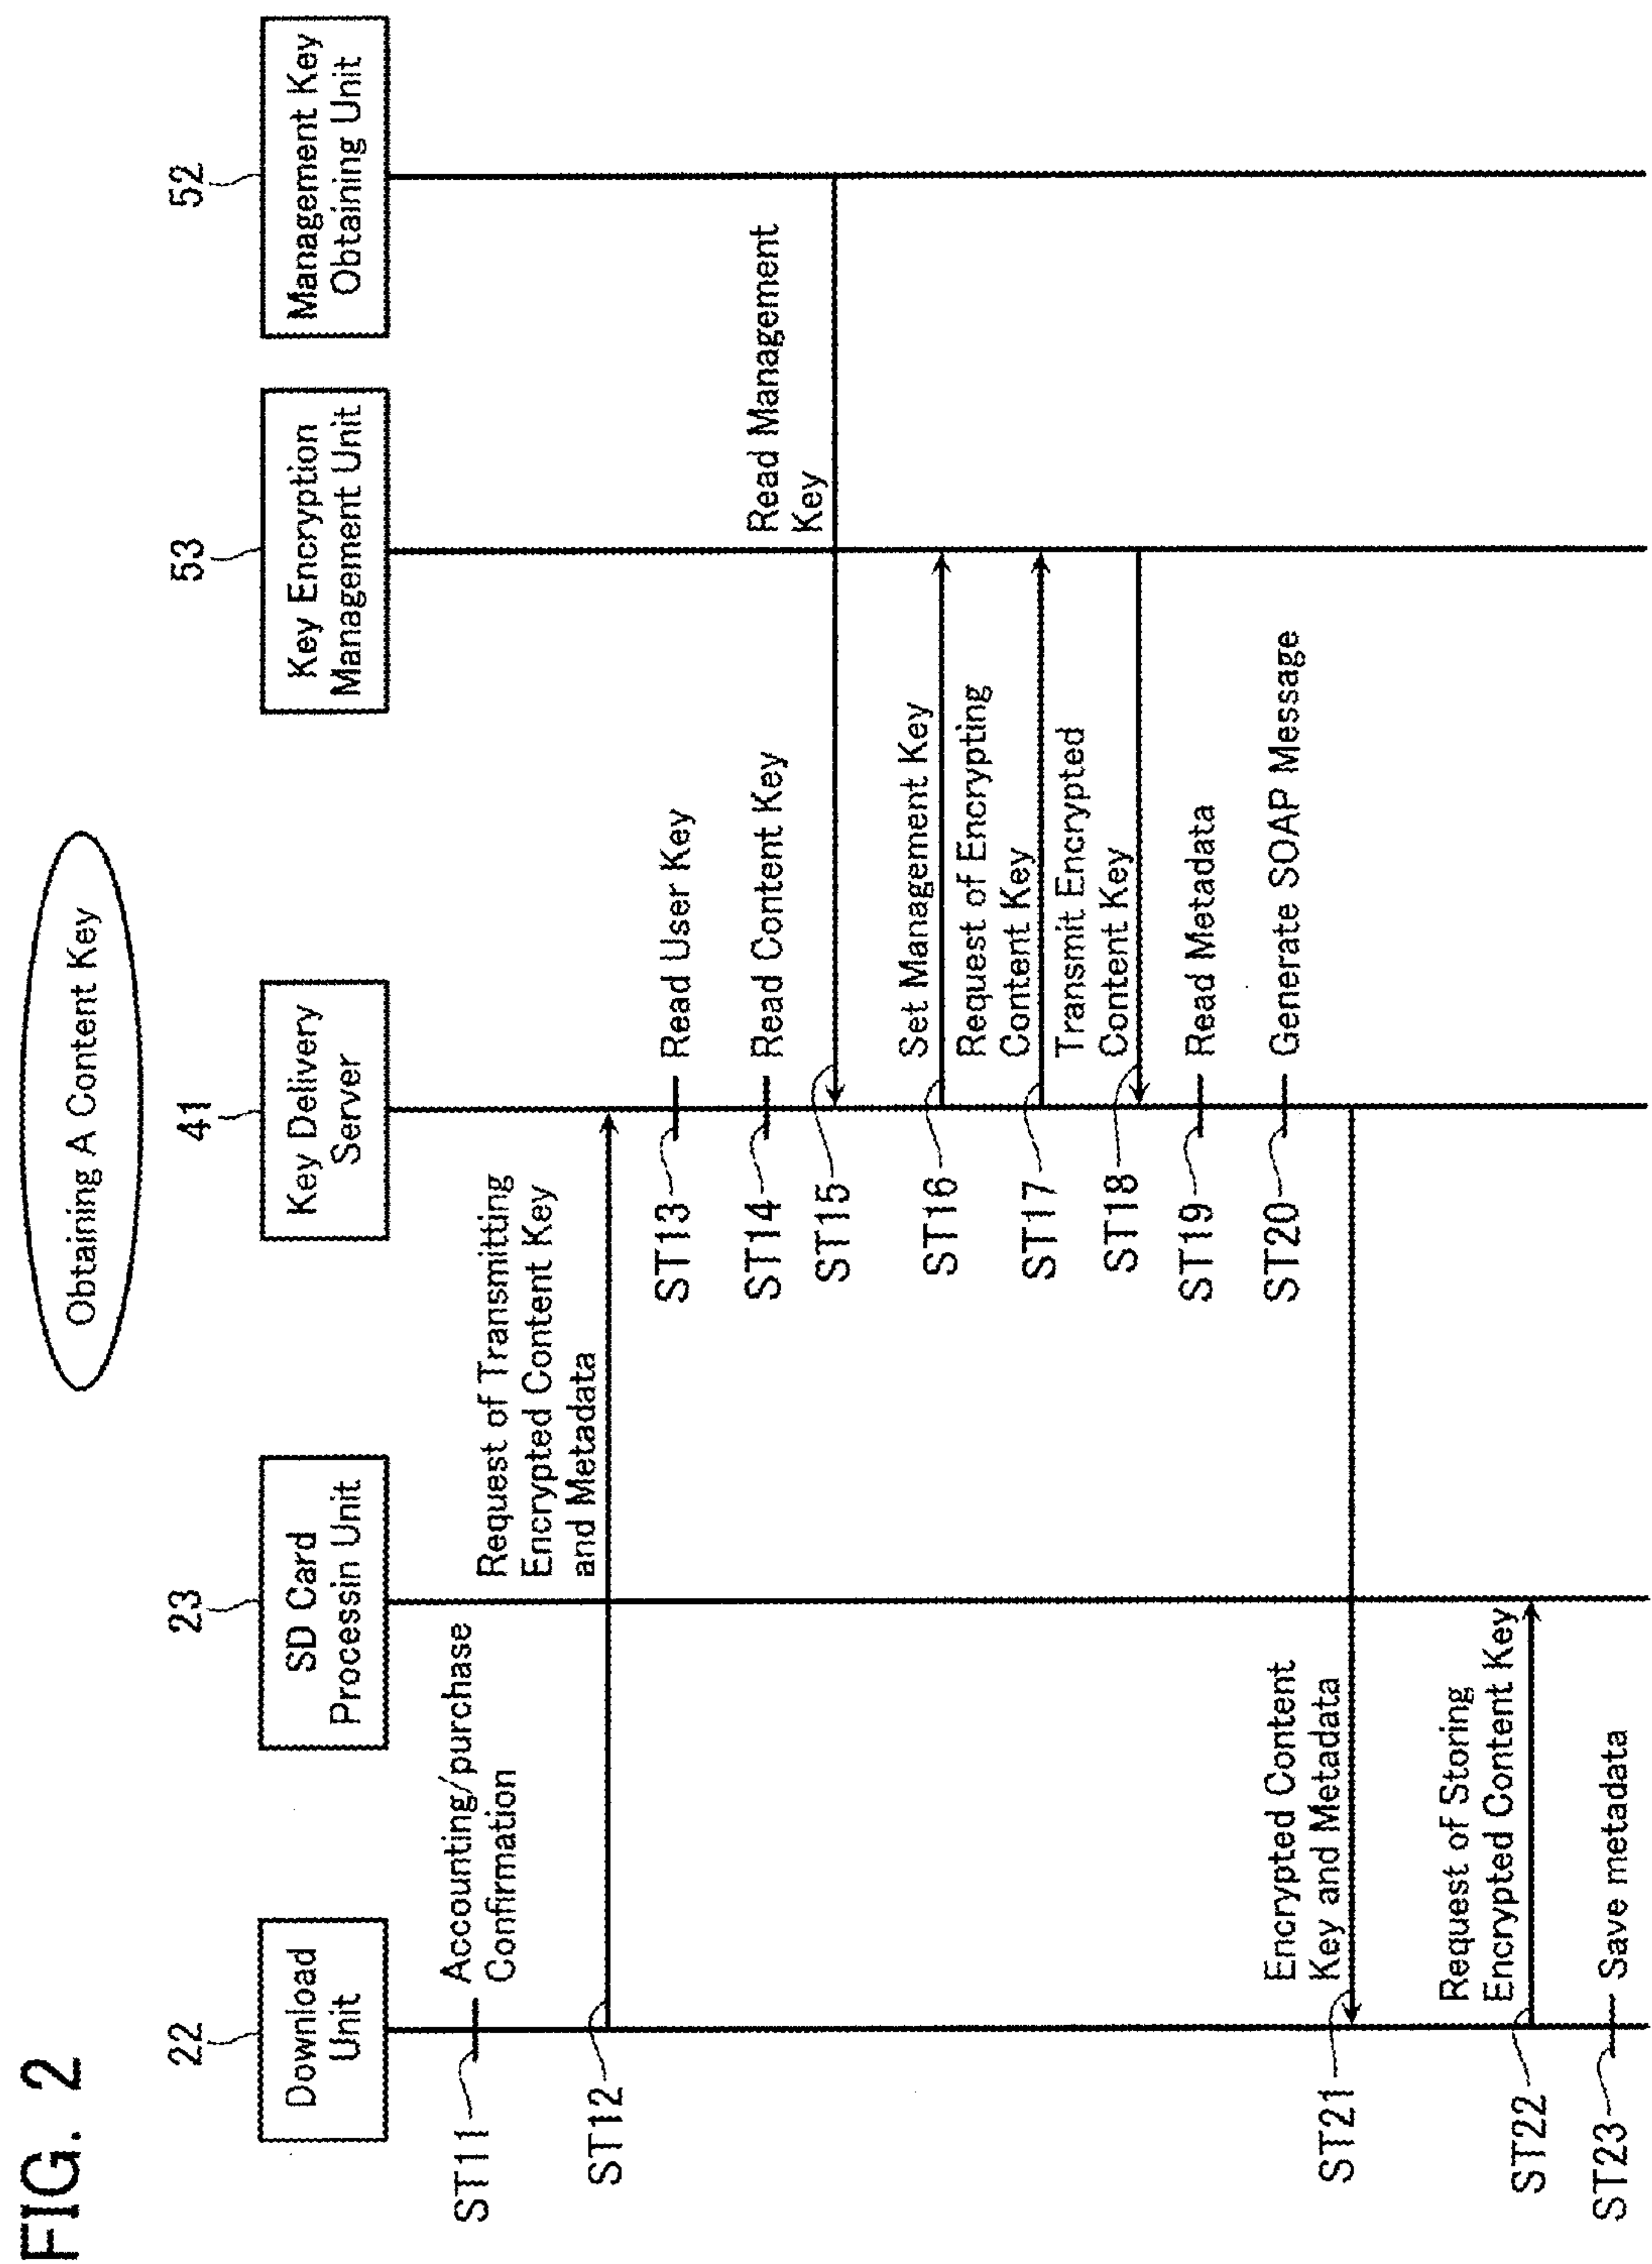 FIG. 2
Obtaining A Content Key
22
23
41
53
52
Download
Unit
SD Card
Processin Unit
Key Delivery
Server
Key Encryption
Management Unit
Management Key
Obtaining Unit
ST11
Accounting/purchase
Confirmation
ST12
Request of Transmitting
Encrypted Content Key
and Metadata
ST13
Read User Key
ST14
Read Content Key
ST15
Read Management
Key
ST16
Set Management Key
ST17
Request of Encrypting
Content Key
ST18
Transmit Encrypted
Content Key
ST19
Read Metadata
ST20
Generate SOAP Message
ST21
Encrypted Content
Key and Metadata
ST22
Request of Storing
Encrypted Content Key
ST23
Save metadata